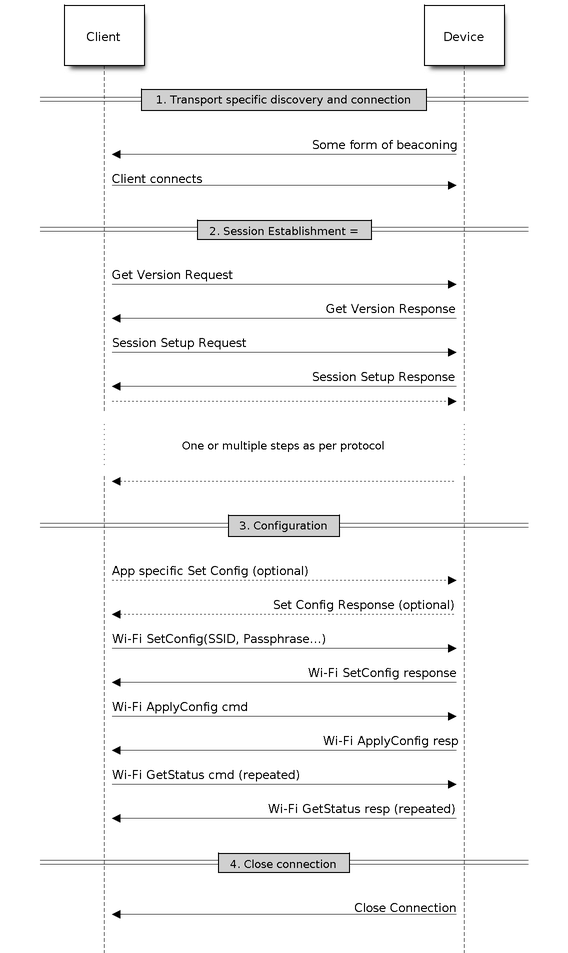 Client
Device
1. Transport specific discovery and connection
Some form of beaconing
Client connects
2. Session Establishment =
Get Version Request
Get Version Response
Session Setup Request
Session Setup Response
One or multiple steps as per protocol
3. Configuration
App specific Set Config (optional)
Set Config Response (optional)
Wi-Fi SetConfig(SSID, Passphrase...)
Wi-Fi SetConfig response
Wi-Fi ApplyConfig cmd
Wi-Fi ApplyConfig resp
Wi-Fi GetStatus cmd (repeated)
Wi-Fi GetStatus resp (repeated)
4. Close connection
Close Connection